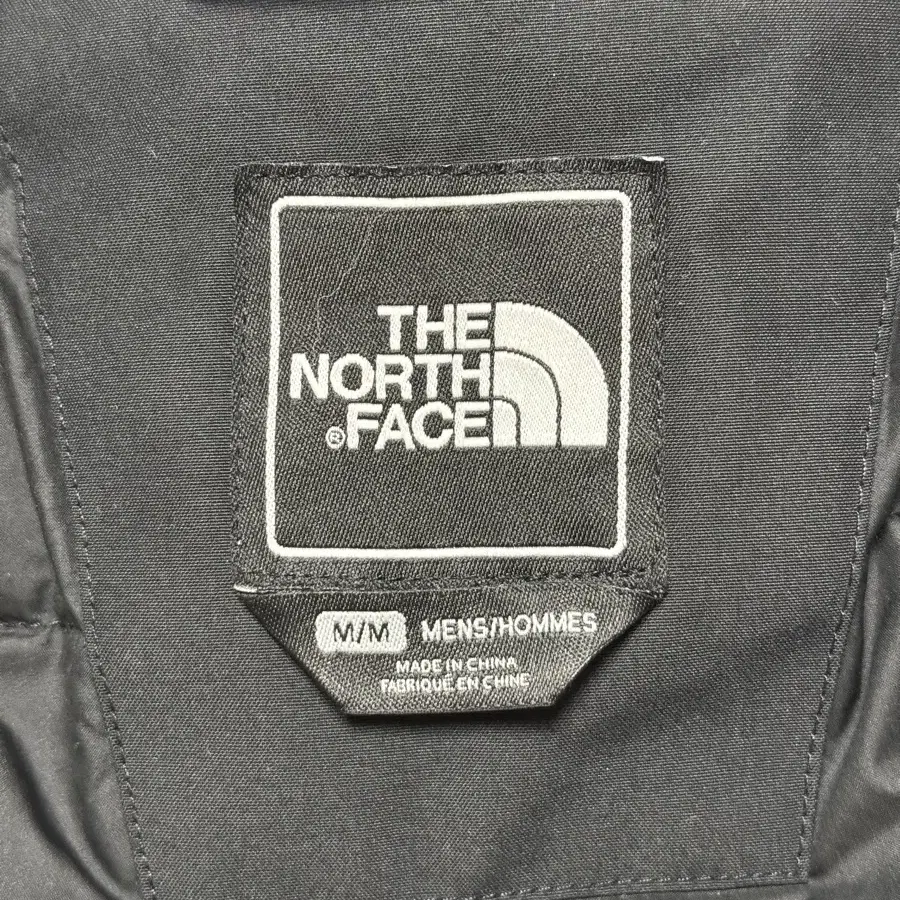 THE
NORTH
®FACE
M/M MENS/HOMMES
MADE IN CHINA
FABRIQUÉ EN CHINE